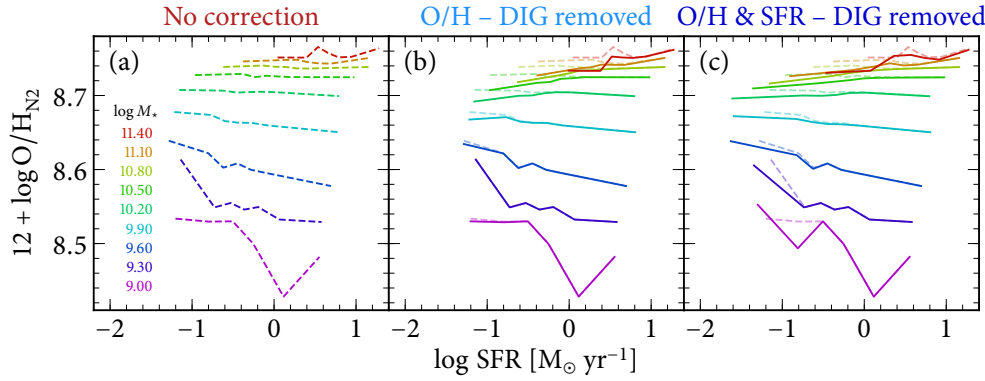 No correction
O/H – DIG removed
O/H & SFR – DIG removed
(a)
(b)
(c)
12 + log O/H_N2
8.7
8.6
8.5
log M⋆
11.40
11.10
10.80
10.50
10.20
9.90
9.60
9.30
9.00
−2 −1 0 1
−2 −1 0 1
−2 −1 0 1
log SFR [M⊙ yr⁻¹]